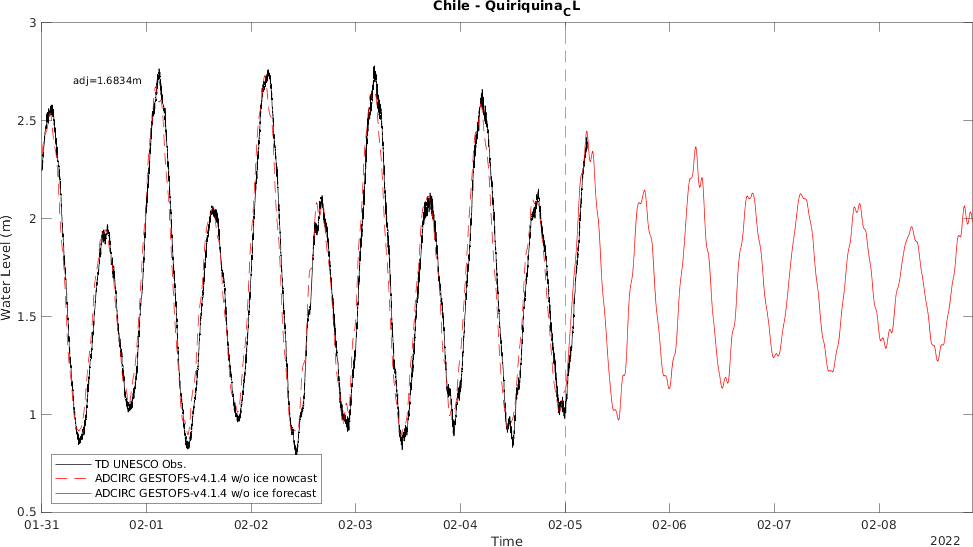 Chile - Quiriquina_CL
adj=1.6834m
Water Level (m)
3
2.5
2
1.5
1
0.5
TD UNESCO Obs.
ADCIRC GESTOFS-v4.1.4 w/o ice nowcast
ADCIRC GESTOFS-v4.1.4 w/o ice forecast
01-31 02-01 02-02 02-03 02-04 02-05 02-06 02-07 02-08
Time
2022